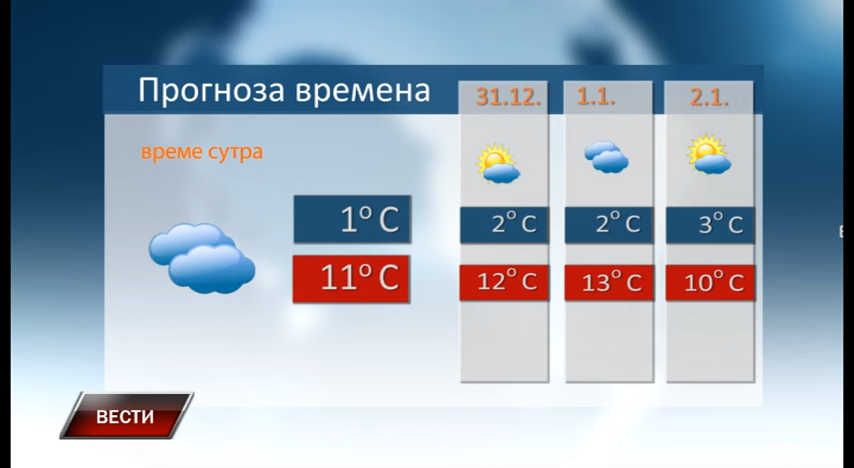 Прогноза времена
31.12.
1.1.
2.1.
време сутра
1° C
2° C
2° C
3° C
11° C
12° C
13° C
10° C
ВЕСТИ